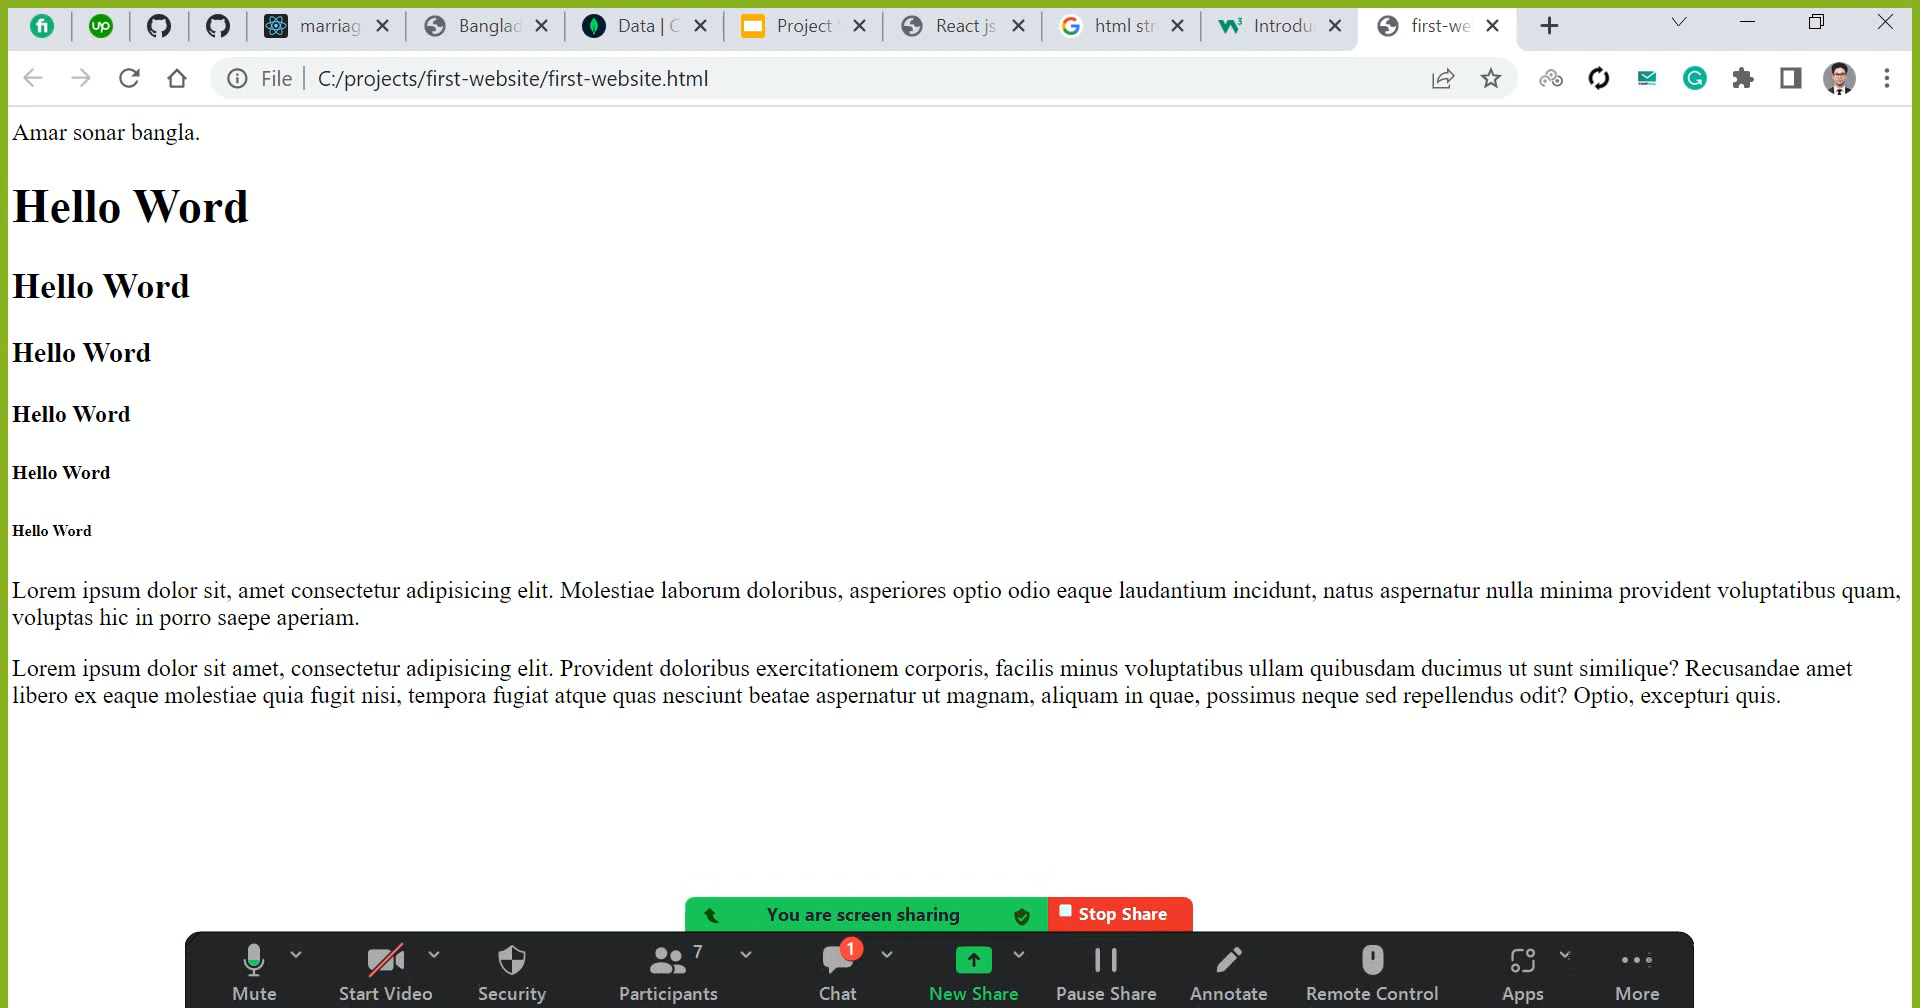 up
marriag
Banglad
Data | C
Project
React js
html str
W3
Introdu
first-we
File
C:/projects/first-website/first-website.html
Amar sonar bangla.
Hello Word
Hello Word
Hello Word
Hello Word
Hello Word
Hello Word
Lorem ipsum dolor sit, amet consectetur adipisicing elit. Molestiae laborum doloribus, asperiores optio odio eaque laudantium incidunt, natus aspernatur nulla minima provident voluptatibus quam,
voluptas hic in porro saepe aperiam.
Lorem ipsum dolor sit amet, consectetur adipisicing elit. Provident doloribus exercitationem corporis, facilis minus voluptatibus ullam quibusdam ducimus ut sunt similique? Recusandae amet
libero ex eaque molestiae quia fugit nisi, tempora fugiat atque quas nesciunt beatae aspernatur ut magnam, aliquam in quae, possimus neque sed repellendus odit? Optio, excepturi quis.
You are screen sharing
Stop Share
7
1
Mute
Start Video
Security
Participants
Chat
New Share
Pause Share
Annotate
Remote Control
Apps
More